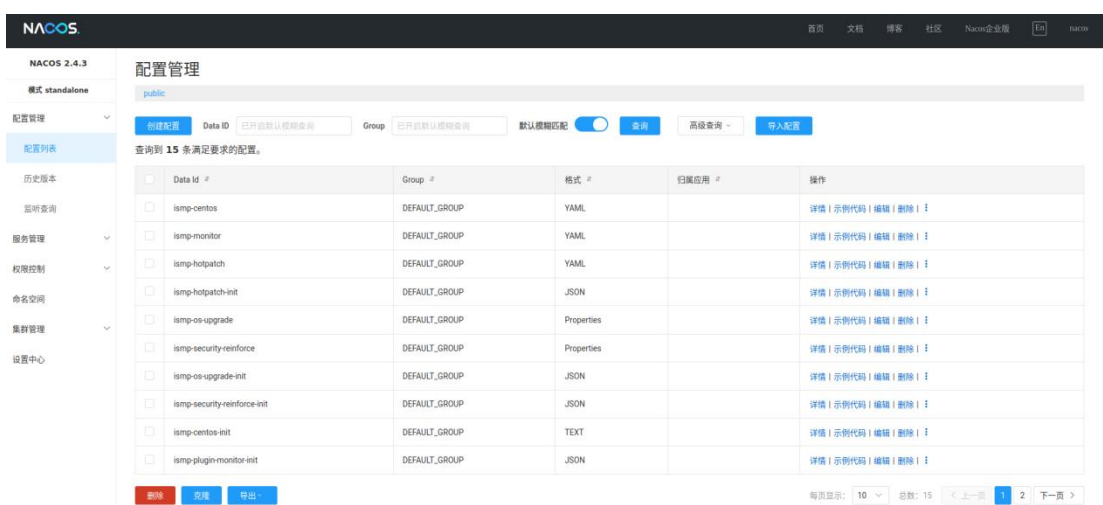 NACOS.
首页 文档 博客 社区 Nacos企业版 En nacos
NACOS 2.4.3
模式 standalone
配置管理
配置列表
历史版本
监听查询
服务管理
权限控制
命名空间
集群管理
设置中心
配置管理
public
创建配置 Data ID 已开启默认模糊查询 Group 已开启默认模糊查询 默认模糊匹配 查询 高级查询 导入配置
查询到 15 条满足要求的配置。
Data Id Group 格式 归属应用 操作
ismp-centos DEFAULT_GROUP YAML 详情 | 示例代码 | 编辑 | 删除 |
ismp-monitor DEFAULT_GROUP YAML 详情 | 示例代码 | 编辑 | 删除 |
ismp-hotpatch DEFAULT_GROUP YAML 详情 | 示例代码 | 编辑 | 删除 |
ismp-hotpatch-init DEFAULT_GROUP JSON 详情 | 示例代码 | 编辑 | 删除 |
ismp-os-upgrade DEFAULT_GROUP Properties 详情 | 示例代码 | 编辑 | 删除 |
ismp-security-reinforce DEFAULT_GROUP Properties 详情 | 示例代码 | 编辑 | 删除 |
ismp-os-upgrade-init DEFAULT_GROUP JSON 详情 | 示例代码 | 编辑 | 删除 |
ismp-security-reinforce-init DEFAULT_GROUP JSON 详情 | 示例代码 | 编辑 | 删除 |
ismp-centos-init DEFAULT_GROUP TEXT 详情 | 示例代码 | 编辑 | 删除 |
ismp-plugin-monitor-init DEFAULT_GROUP JSON 详情 | 示例代码 | 编辑 | 删除 |
删除 克隆 导出 每页显示: 10 总数: 15 < 上一页 1 2 下一页 >